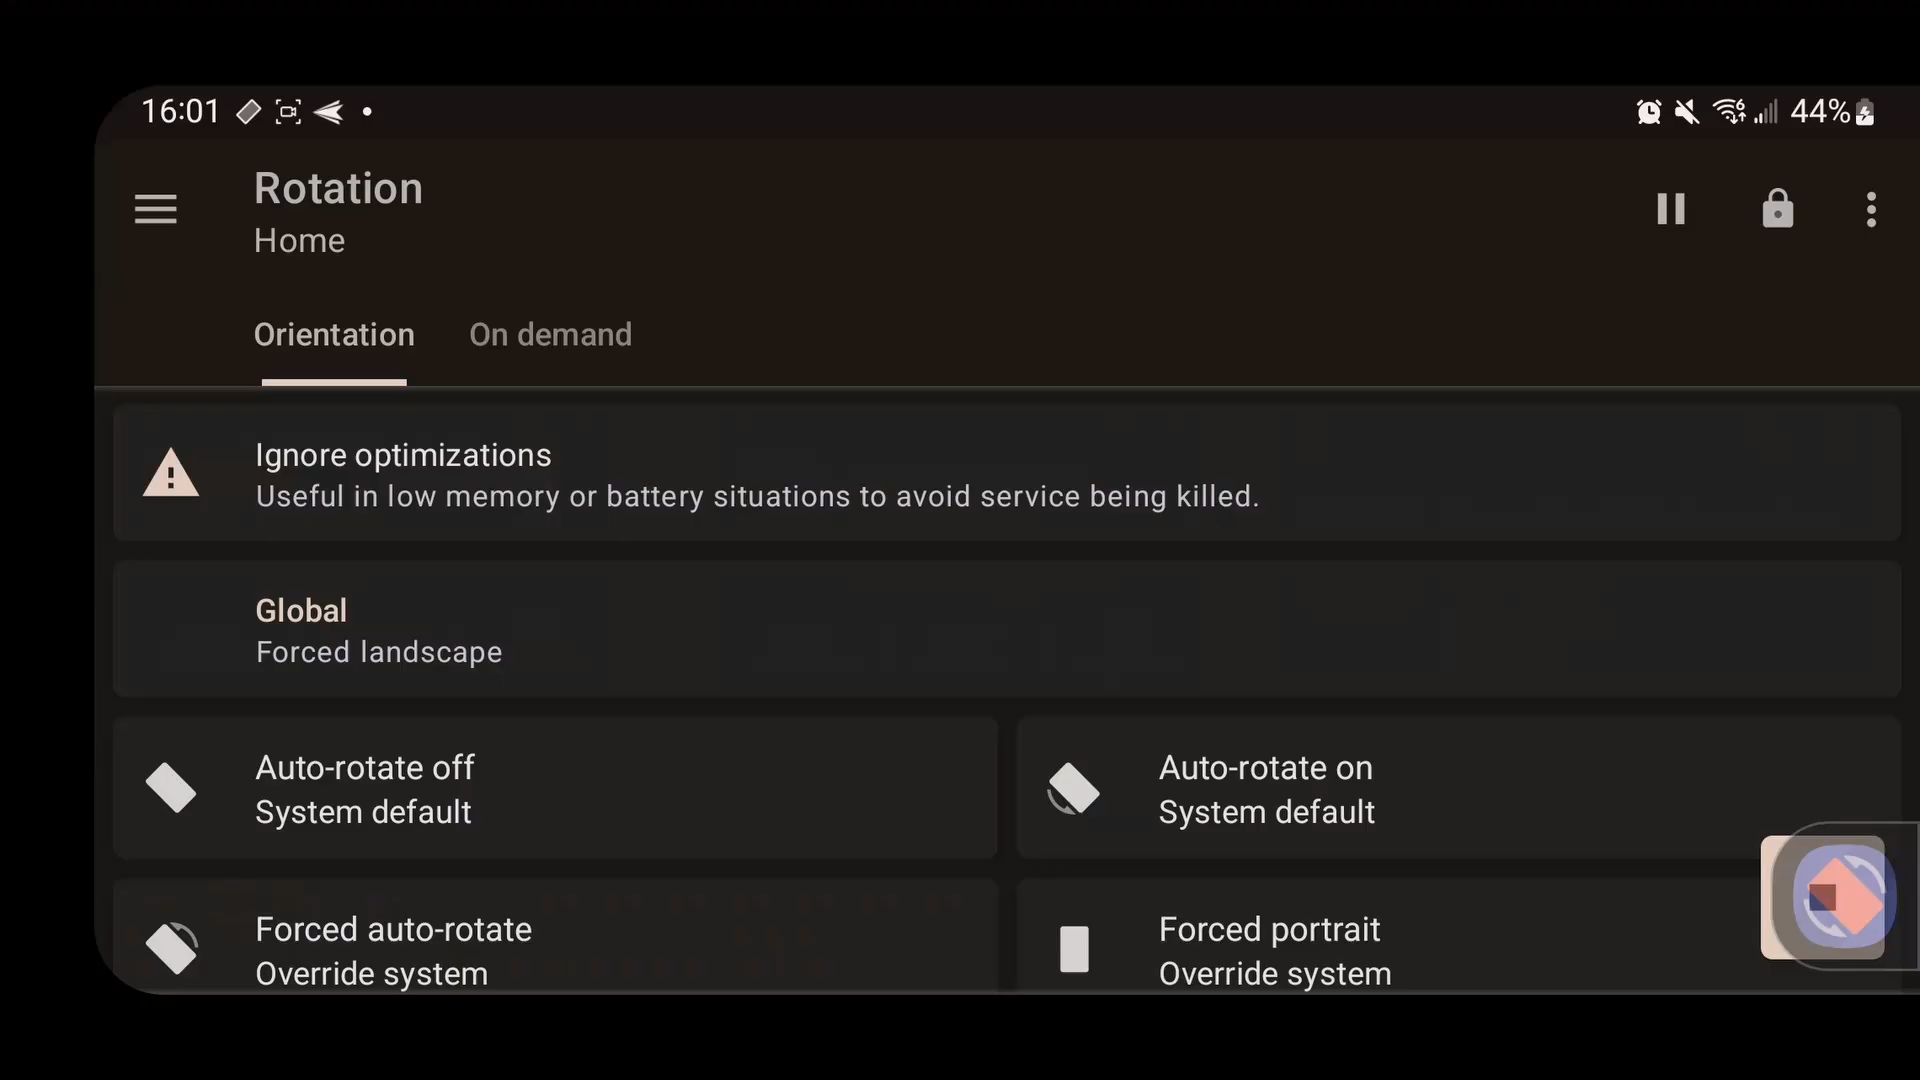 16:01
44%
Rotation
Home
Orientation
On demand
Ignore optimizations
Useful in low memory or battery situations to avoid service being killed.
Global
Forced landscape
Auto-rotate off
System default
Auto-rotate on
System default
Forced auto-rotate
Override system
Forced portrait
Override system